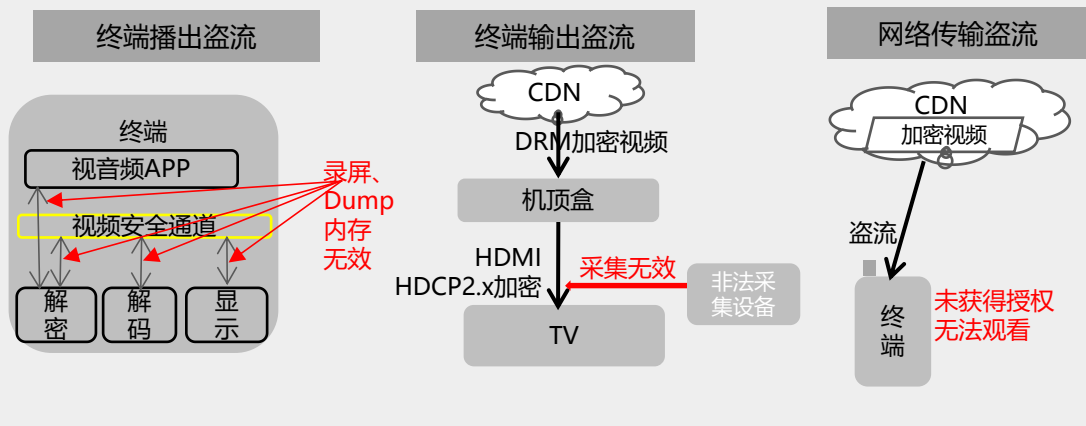 终端播出盗流
终端
视音频APP
视频安全通道
解
密
解
码
显
示
录屏、
Dump
内存
无效
终端输出盗流
CDN
DRM加密视频
机顶盒
HDMI
HDCP2.x加密
采集无效
非法采
集设备
TV
网络传输盗流
CDN
加密视频
盗流
终
端
未获得授权
无法观看